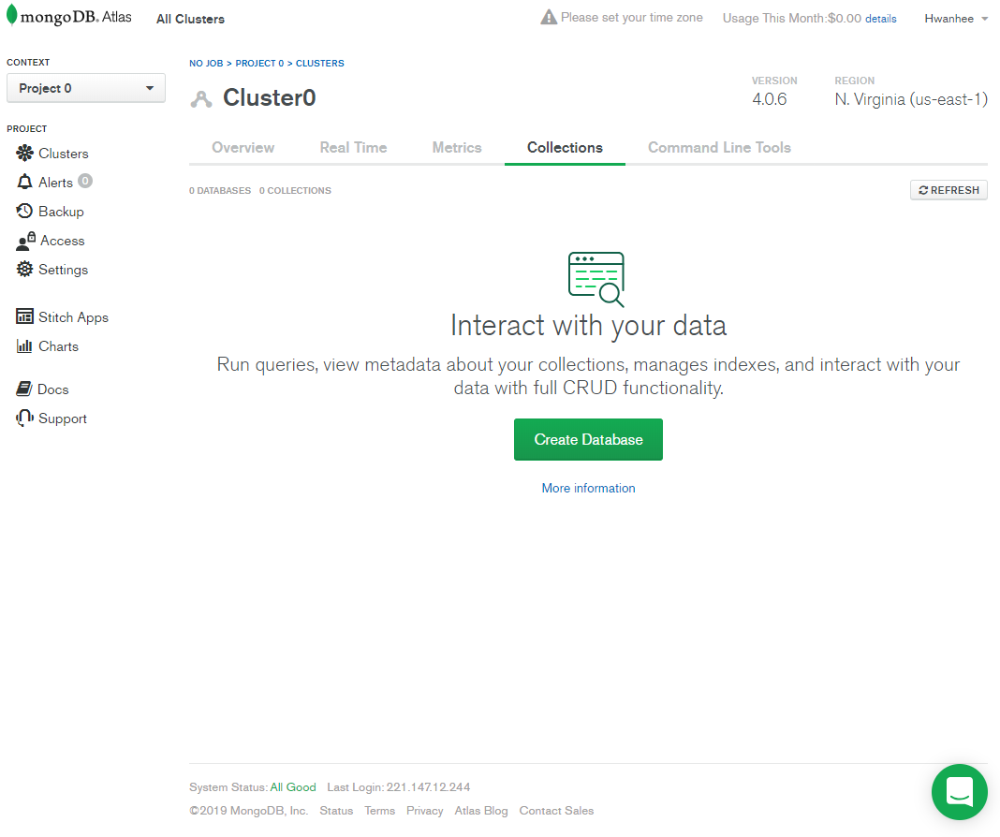 mongoDB. Atlas All Clusters Please set your time zone Usage This Month:$0.00 details Hwanhee
CONTEXT
Project 0
PROJECT
Clusters
Alerts 0
Backup
Access
Settings
Stitch Apps
Charts
Docs
Support
NO JOB > PROJECT 0 > CLUSTERS
Cluster0
VERSION
4.0.6
REGION
N. Virginia (us-east-1)
Overview Real Time Metrics Collections Command Line Tools
0 DATABASES 0 COLLECTIONS REFRESH
Interact with your data
Run queries, view metadata about your collections, manages indexes, and interact with your
data with full CRUD functionality.
Create Database
More information
System Status: All Good Last Login: 221.147.12.244
©2019 MongoDB, Inc. Status Terms Privacy Atlas Blog Contact Sales